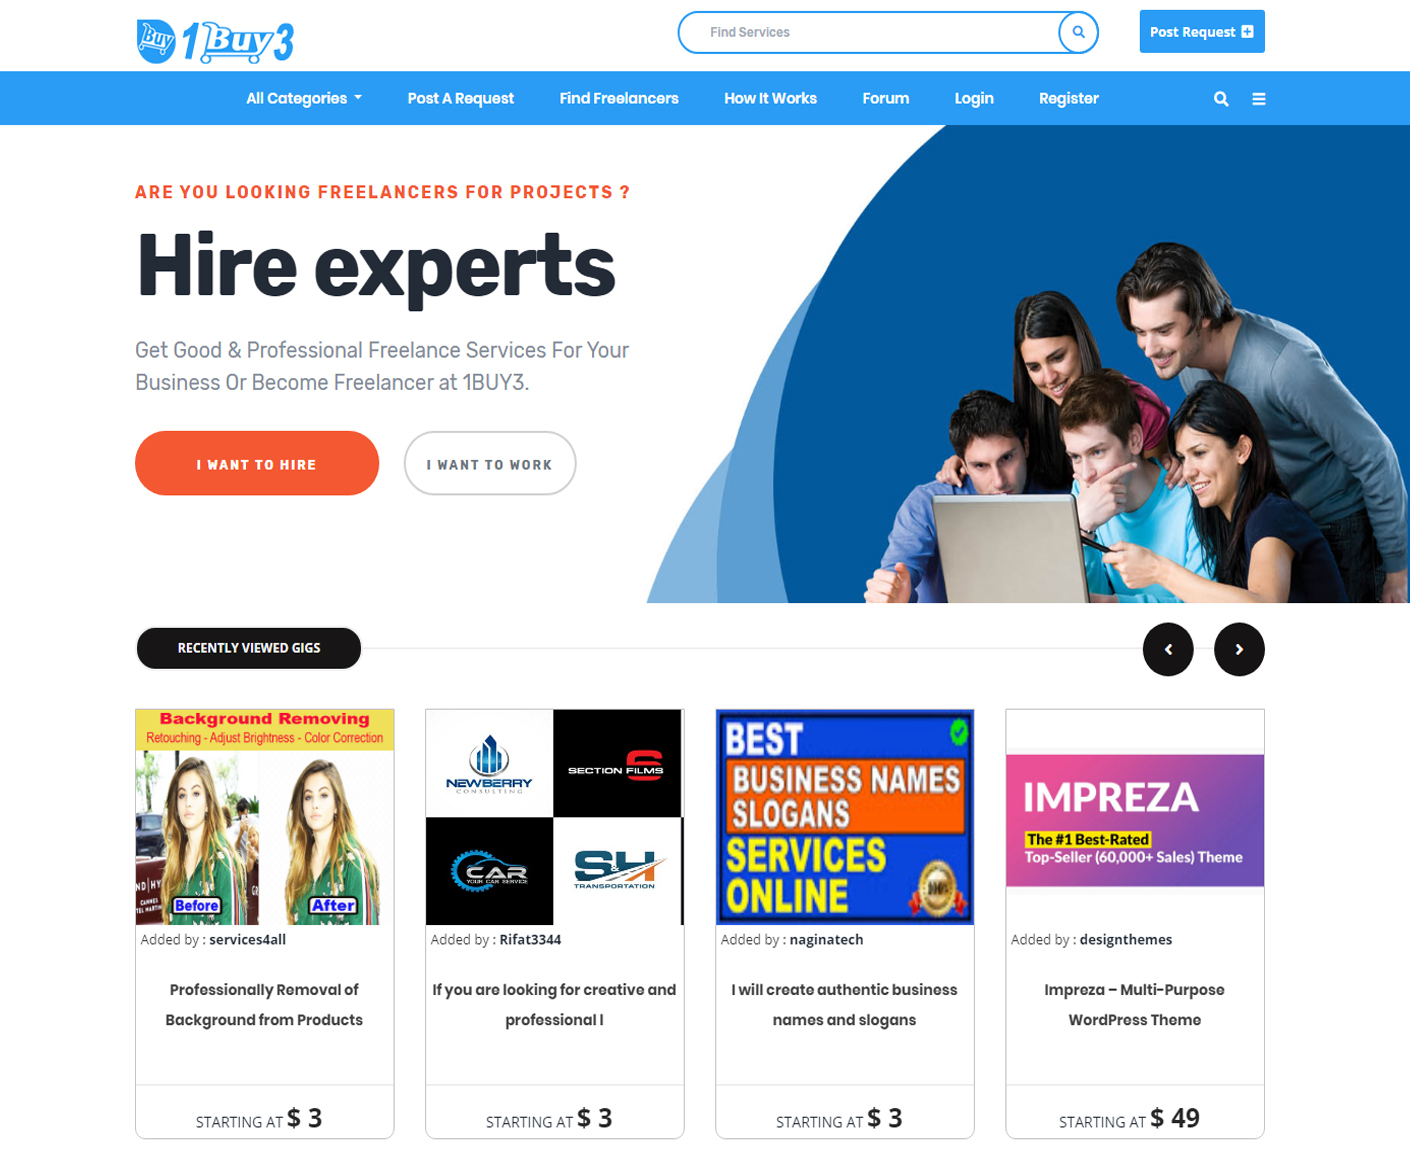 Buy 1Buy3
Find Services
Post Request
All Categories
Post A Request
Find Freelancers
How It Works
Forum
Login
Register
ARE YOU LOOKING FREELANCERS FOR PROJECTS ?
Hire experts
Get Good & Professional Freelance Services For Your
Business Or Become Freelancer at 1BUY3.
I WANT TO HIRE
I WANT TO WORK
RECENTLY VIEWED GIGS
Background Removing
Retouching - Adjust Brightness - Color Correction
Before
After
Added by : services4all
Professionally Removal of
Background from Products
STARTING AT $ 3
NEWBERRY
CONSULTING
SECTION FILMS
CAR
YOUR CAR SERVICE
S&H
TRANSPORTATION
Added by : Rifat3344
If you are looking for creative and
professional l
STARTING AT $ 3
BEST
BUSINESS NAMES
SLOGANS
SERVICES
ONLINE
100%
Added by : naginatech
I will create authentic business
names and slogans
STARTING AT $ 3
IMPREZA
The #1 Best-Rated
Top-Seller (60,000+ Sales) Theme
Added by : designthemes
Impreza – Multi-Purpose
WordPress Theme
STARTING AT $ 49